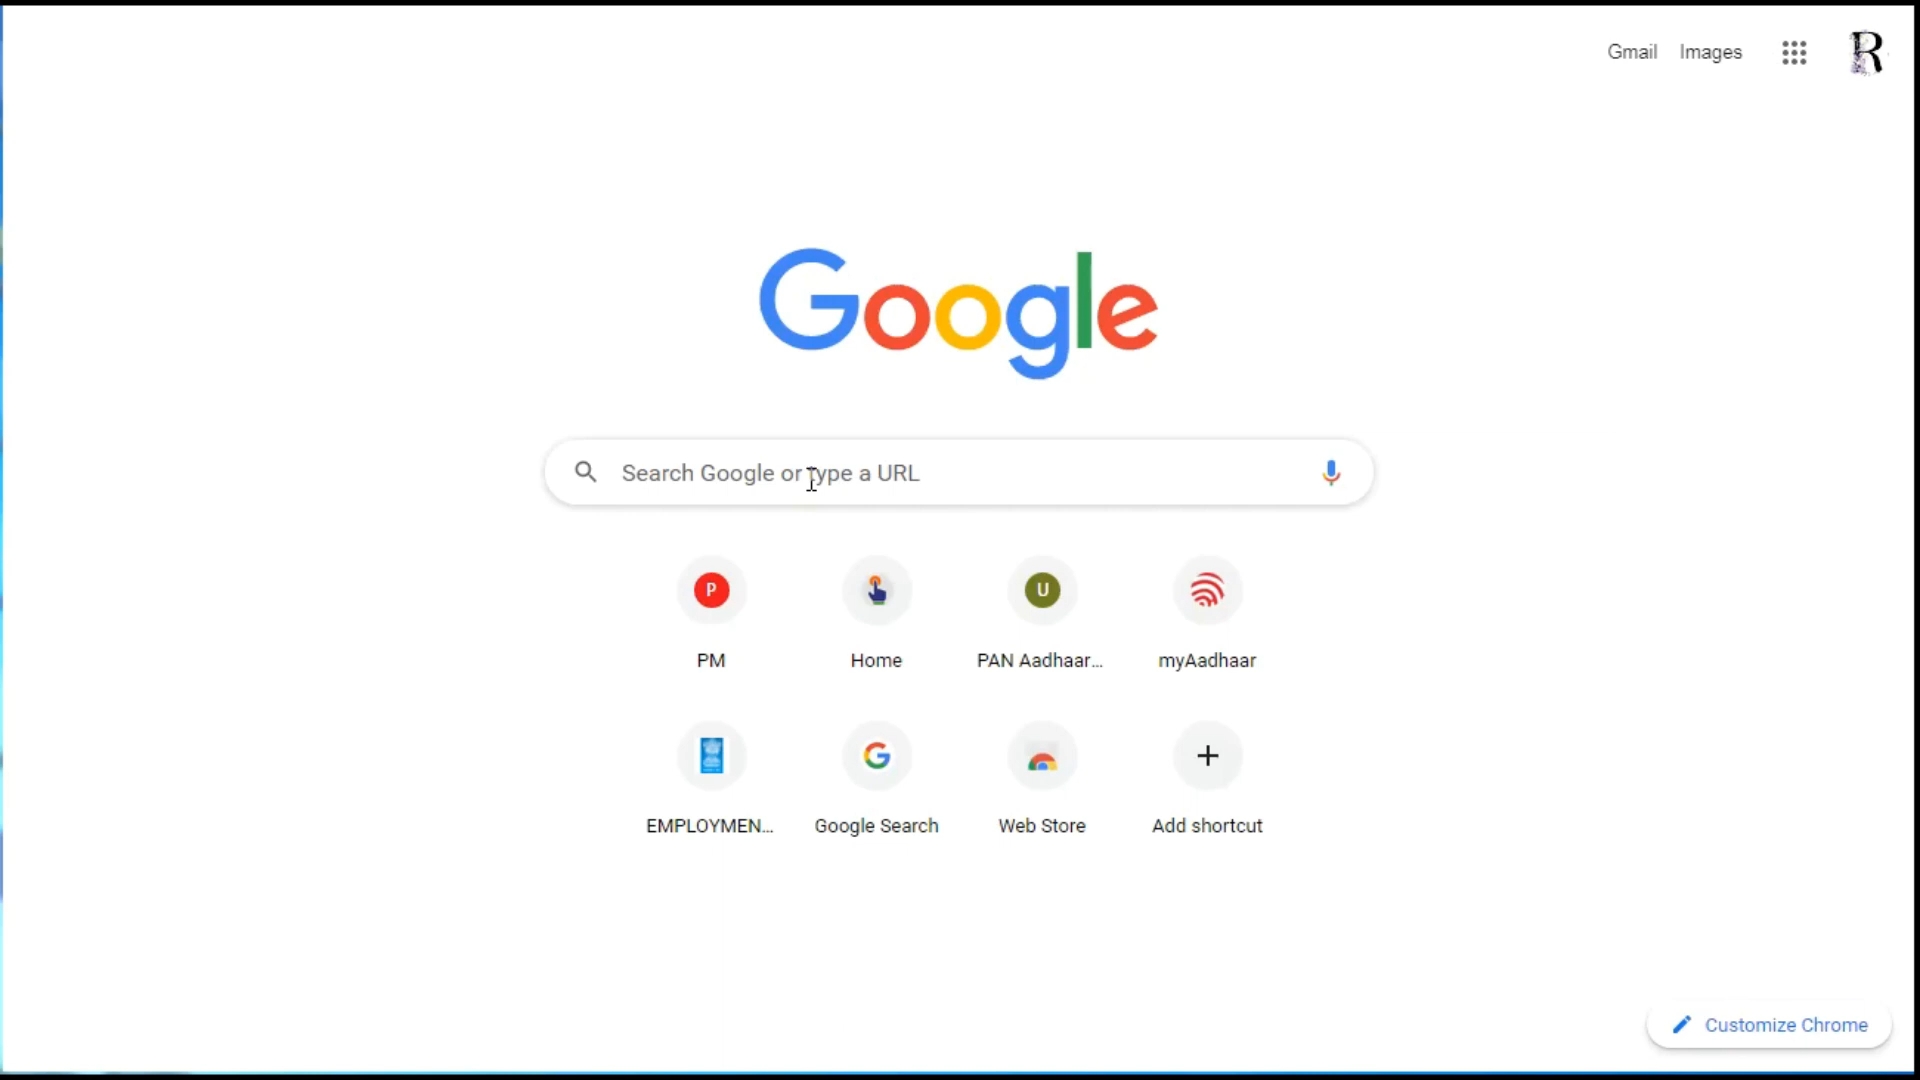 Gmail Images
R
Google
Search Google or type a URL
P
U
PM
Home
PAN Aadhaar...
myAadhaar
G
EMPLOYMEN...
Google Search
Web Store
Add shortcut
Customize Chrome